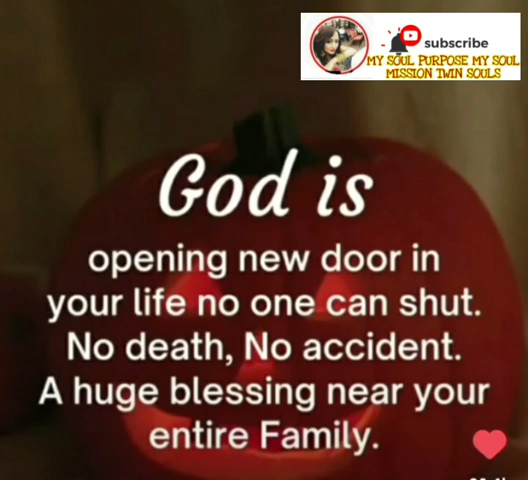 subscribe
MY SOUL PURPOSE MY SOUL
MISSION TWIN SOULS
God is
opening new door in
your life no one can shut.
No death, No accident.
A huge blessing near your
entire Family.